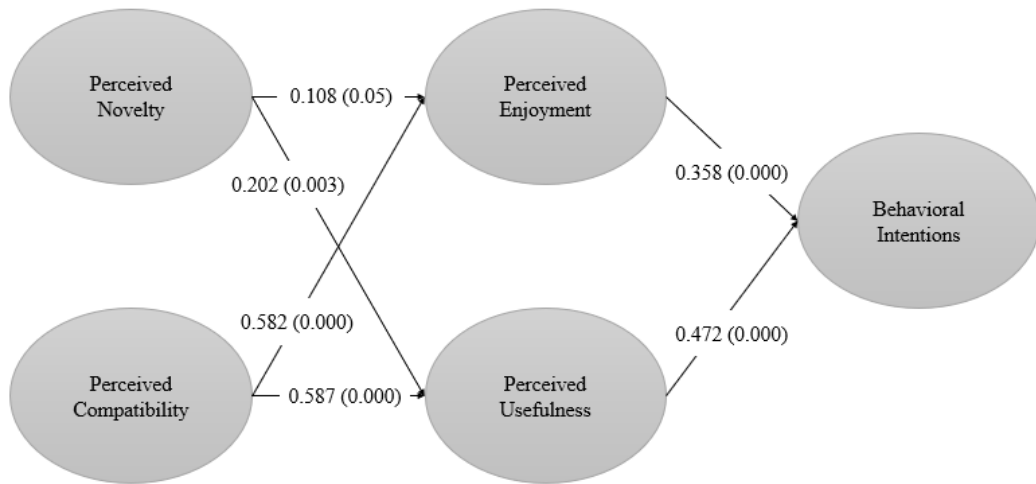 Perceived
Novelty
0.108 (0.05)
Perceived
Enjoyment
0.202 (0.003)
0.358 (0.000)
Behavioral
Intentions
0.582 (0.000)
0.472 (0.000)
Perceived
Compatibility
0.587 (0.000)
Perceived
Usefulness